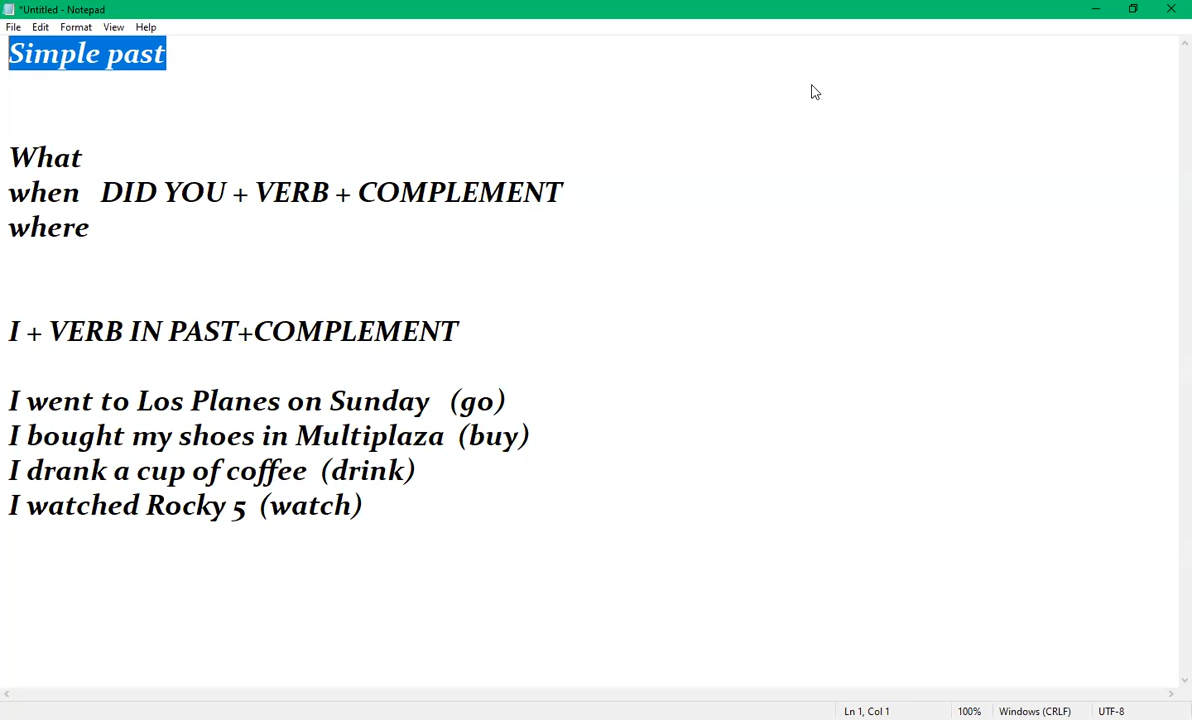 *Untitled - Notepad
File Edit Format View Help
Simple past
What
when DID YOU + VERB + COMPLEMENT
where
I + VERB IN PAST+COMPLEMENT
I went to Los Planes on Sunday (go)
I bought my shoes in Multiplaza (buy)
I drank a cup of coffee (drink)
I watched Rocky 5 (watch)
Ln 1, Col 1 100% Windows (CRLF) UTF-8